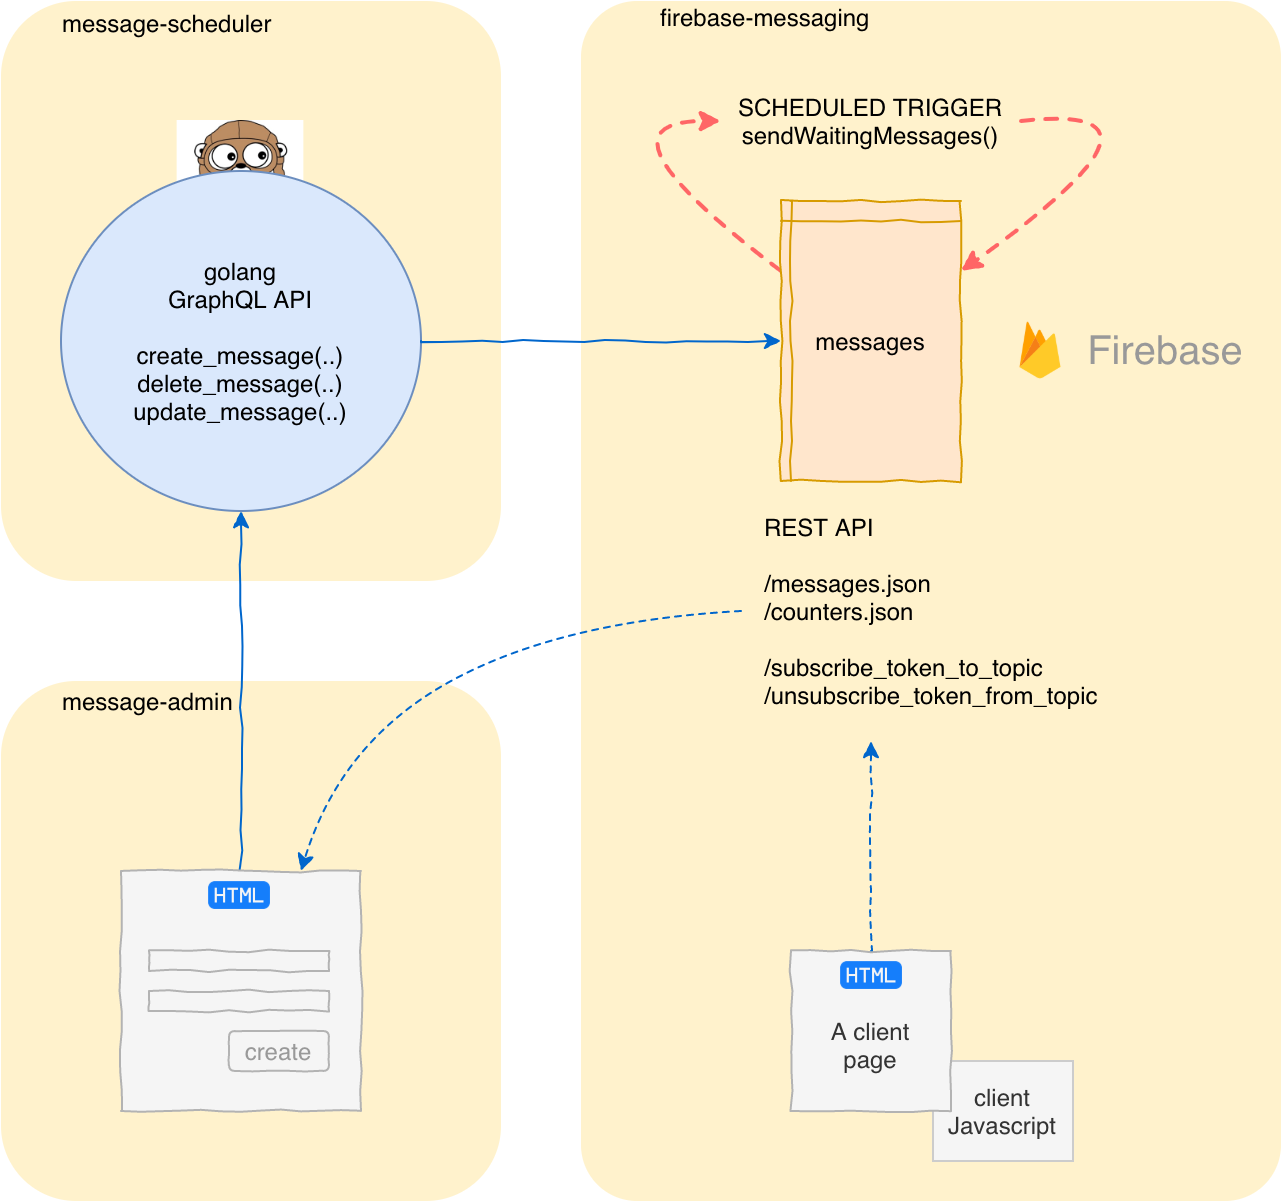 message-scheduler
golang
GraphQL API
create_message(..)
delete_message(..)
update_message(..)
firebase-messaging
SCHEDULED TRIGGER
sendWaitingMessages()
messages
Firebase
REST API
/messages.json
/counters.json
/subscribe_token_to_topic
/unsubscribe_token_from_topic
message-admin
HTML
create
HTML
A client
page
client
Javascript